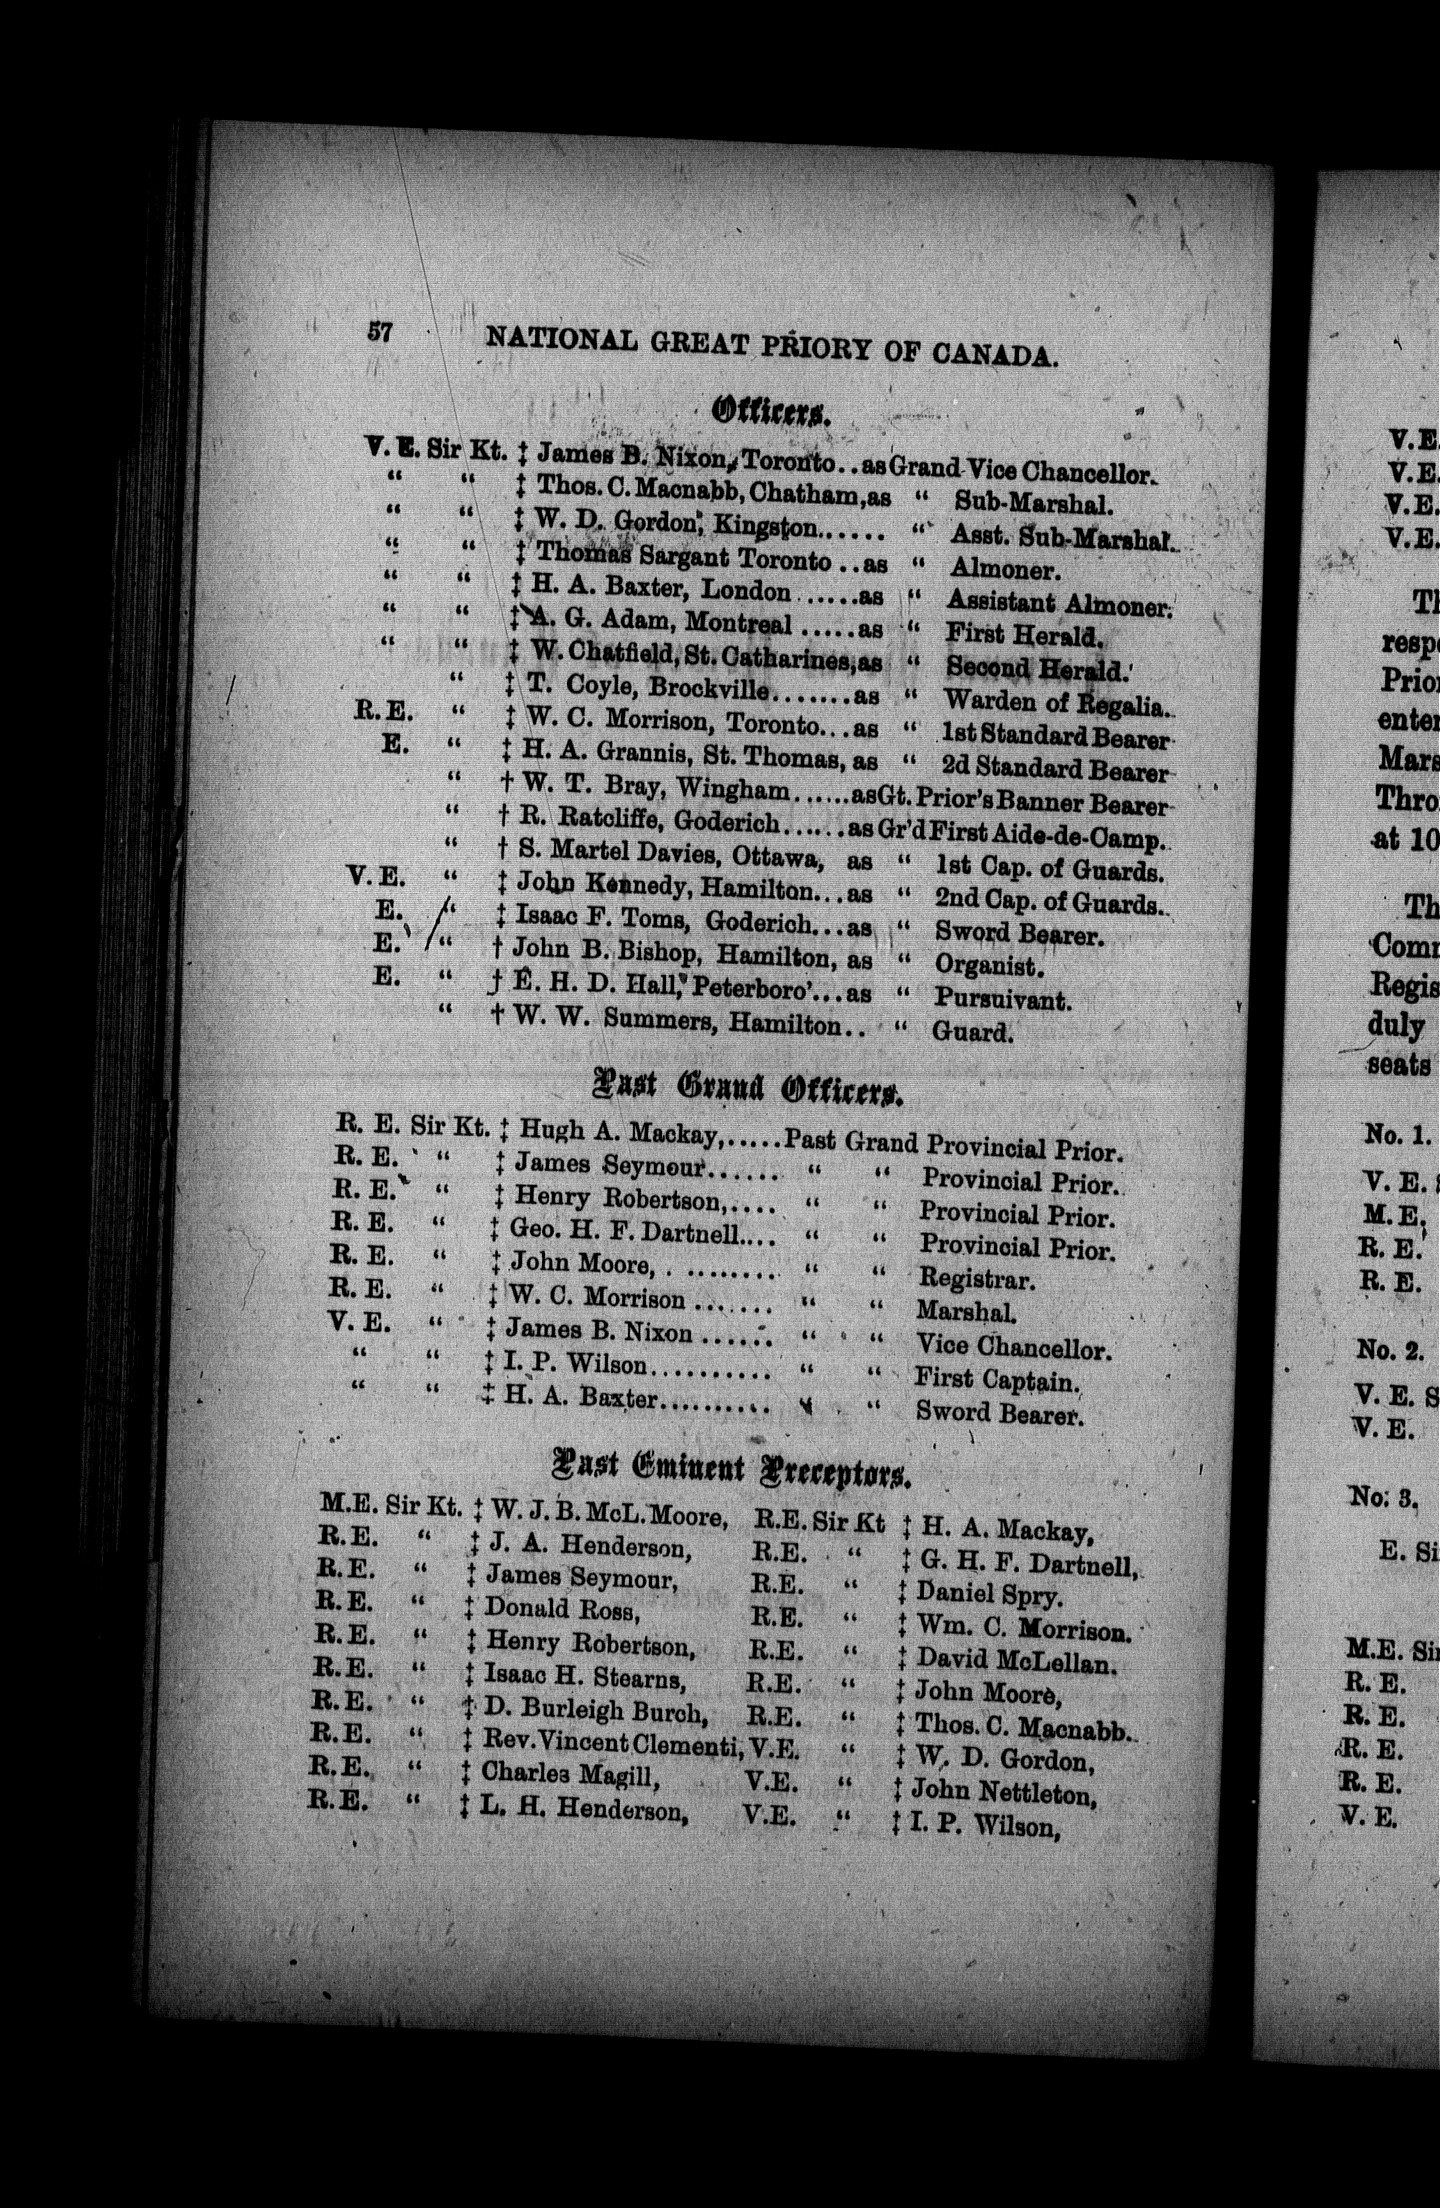 57 NATIONAL GREAT PRIORY OF CANADA.
Officers.
V. E. Sir Kt. ‡ James B. Nixon, Toronto..as Grand Vice Chancellor.
“ “ ‡ Thos. C. Macnabb, Chatham, as “ Sub-Marshal.
“ “ ‡ W. D. Gordon, Kingston...... “ Asst. Sub-Marshal.
“ “ ‡ Thomas Sargant Toronto ..as “ Almoner.
“ “ ‡ H. A. Baxter, London ......as “ Assistant Almoner.
“ “ ‡ A. G. Adam, Montreal .....as “ First Herald.
“ “ ‡ W. Chatfield, St. Catharines, as “ Second Herald.
“ ‡ T. Coyle, Brockville.......as “ Warden of Regalia.
R. E. “ ‡ W. C. Morrison, Toronto...as “ 1st Standard Bearer
E. “ ‡ H. A. Grannis, St. Thomas, as “ 2d Standard Bearer
“ † W. T. Bray, Wingham......as Gt. Prior's Banner Bearer
“ † R. Ratcliffe, Goderich......as Gr'd First Aide-de-Camp.
“ † S. Martel Davies, Ottawa, as “ 1st Cap. of Guards.
V. E. “ ‡ John Kennedy, Hamilton...as “ 2nd Cap. of Guards.
E. “ ‡ Isaac F. Toms, Goderich...as “ Sword Bearer.
E. “ † John B. Bishop, Hamilton, as “ Organist.
E. “ † E. H. D. Hall, Peterboro'...as “ Pursuivant.
“ † W. W. Summers, Hamilton.. “ Guard.
Past Grand Officers.
R. E. Sir Kt. ‡ Hugh A. Mackay,.....Past Grand Provincial Prior.
R. E. “ ‡ James Seymour...... “ “ Provincial Prior.
R. E. “ ‡ Henry Robertson,.... “ “ Provincial Prior.
R. E. “ ‡ Geo. H. F. Dartnell.... “ “ Provincial Prior.
R. E. “ ‡ John Moore, . ......... “ “ Registrar.
R. E. “ ‡ W. C. Morrison ....... “ “ Marshal.
V. E. “ ‡ James B. Nixon ...... “ “ Vice Chancellor.
“ “ ‡ I. P. Wilson.......... “ “ First Captain.
“ “ ‡ H. A. Baxter.......... “ “ Sword Bearer.
Past Eminent Preceptors.
M.E. Sir Kt. ‡ W. J. B. McL. Moore, R.E. Sir Kt ‡ H. A. Mackay,
R.E. “ ‡ J. A. Henderson, R.E. “ ‡ G. H. F. Dartnell,
R.E. “ ‡ James Seymour, R.E. “ ‡ Daniel Spry.
R.E. “ ‡ Donald Ross, R.E. “ ‡ Wm. C. Morrison.
R.E. “ ‡ Henry Robertson, R.E. “ ‡ David McLellan.
R.E. “ ‡ Isaac H. Stearns, R.E. “ ‡ John Moore,
R.E. “ ‡ D. Burleigh Burch, R.E. “ ‡ Thos. C. Macnabb.
R.E. “ ‡ Rev. Vincent Clementi, V.E. “ ‡ W. D. Gordon,
R.E. “ ‡ Charles Magill, V.E. “ ‡ John Nettleton,
R.E. “ ‡ L. H. Henderson, V.E. “ ‡ I. P. Wilson,
V.E.
V.E.
V.E.
V.E.
at 10
duly
seats
No. 1.
V. E.
M. E.
R. E.
R. E.
No. 2.
V. E. S
V. E.
No. 3.
E.
M.E.
R. E.
R. E.
R. E.
R. E.
V. E.